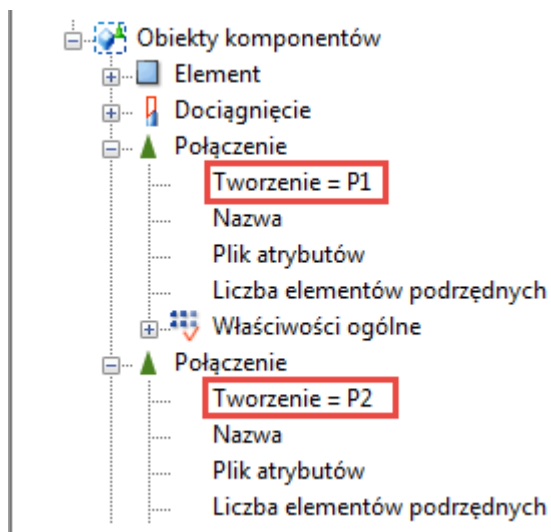 Obiekty komponentów
Element
Dociągnięcie
Połączenie
Tworzenie = P1
Nazwa
Plik atrybutów
Liczba elementów podrzędnych
Właściwości ogólne
Połączenie
Tworzenie = P2
Nazwa
Plik atrybutów
Liczba elementów podrzędnych